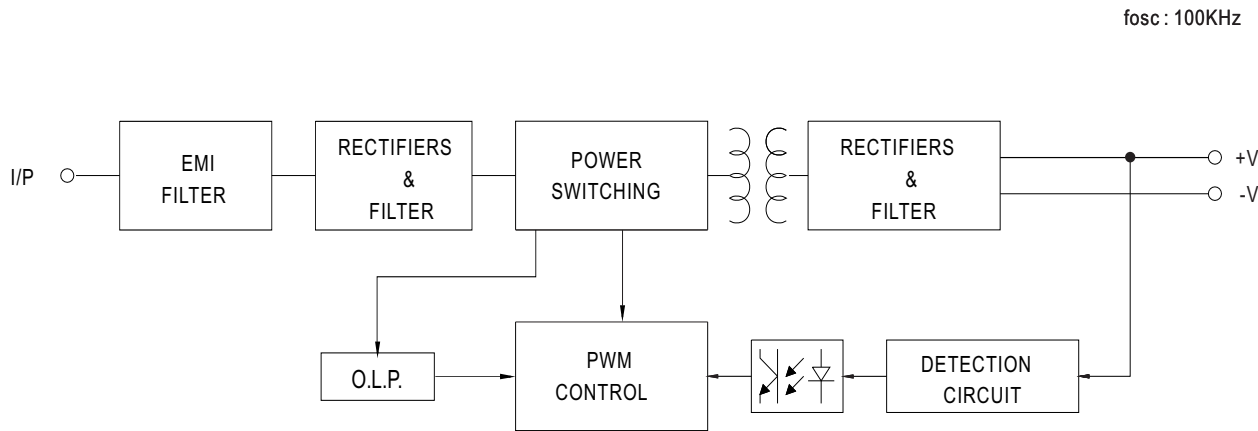 fosc : 100KHz
I/P
EMI
FILTER
RECTIFIERS
&
FILTER
POWER
SWITCHING
RECTIFIERS
&
FILTER
+V
-V
O.L.P.
PWM
CONTROL
DETECTION
CIRCUIT